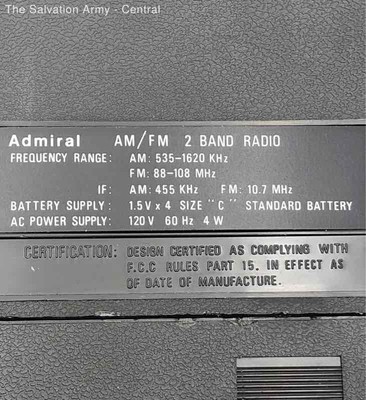 The Salvation Army - Central
Admiral AM/FM 2 BAND RADIO
FREQUENCY RANGE: AM: 535-1620 KHz
FM: 88-108 MHz
IF: AM: 455 KHz FM: 10.7 MHz
BATTERY SUPPLY: 1.5V x 4 SIZE "C" STANDARD BATTERY
AC POWER SUPPLY: 120V 60 Hz 4 W
CERTIFICATION: DESIGN CERTIFIED AS COMPLYING WITH
F.C.C RULES PART 15. IN EFFECT AS
OF DATE OF MANUFACTURE.